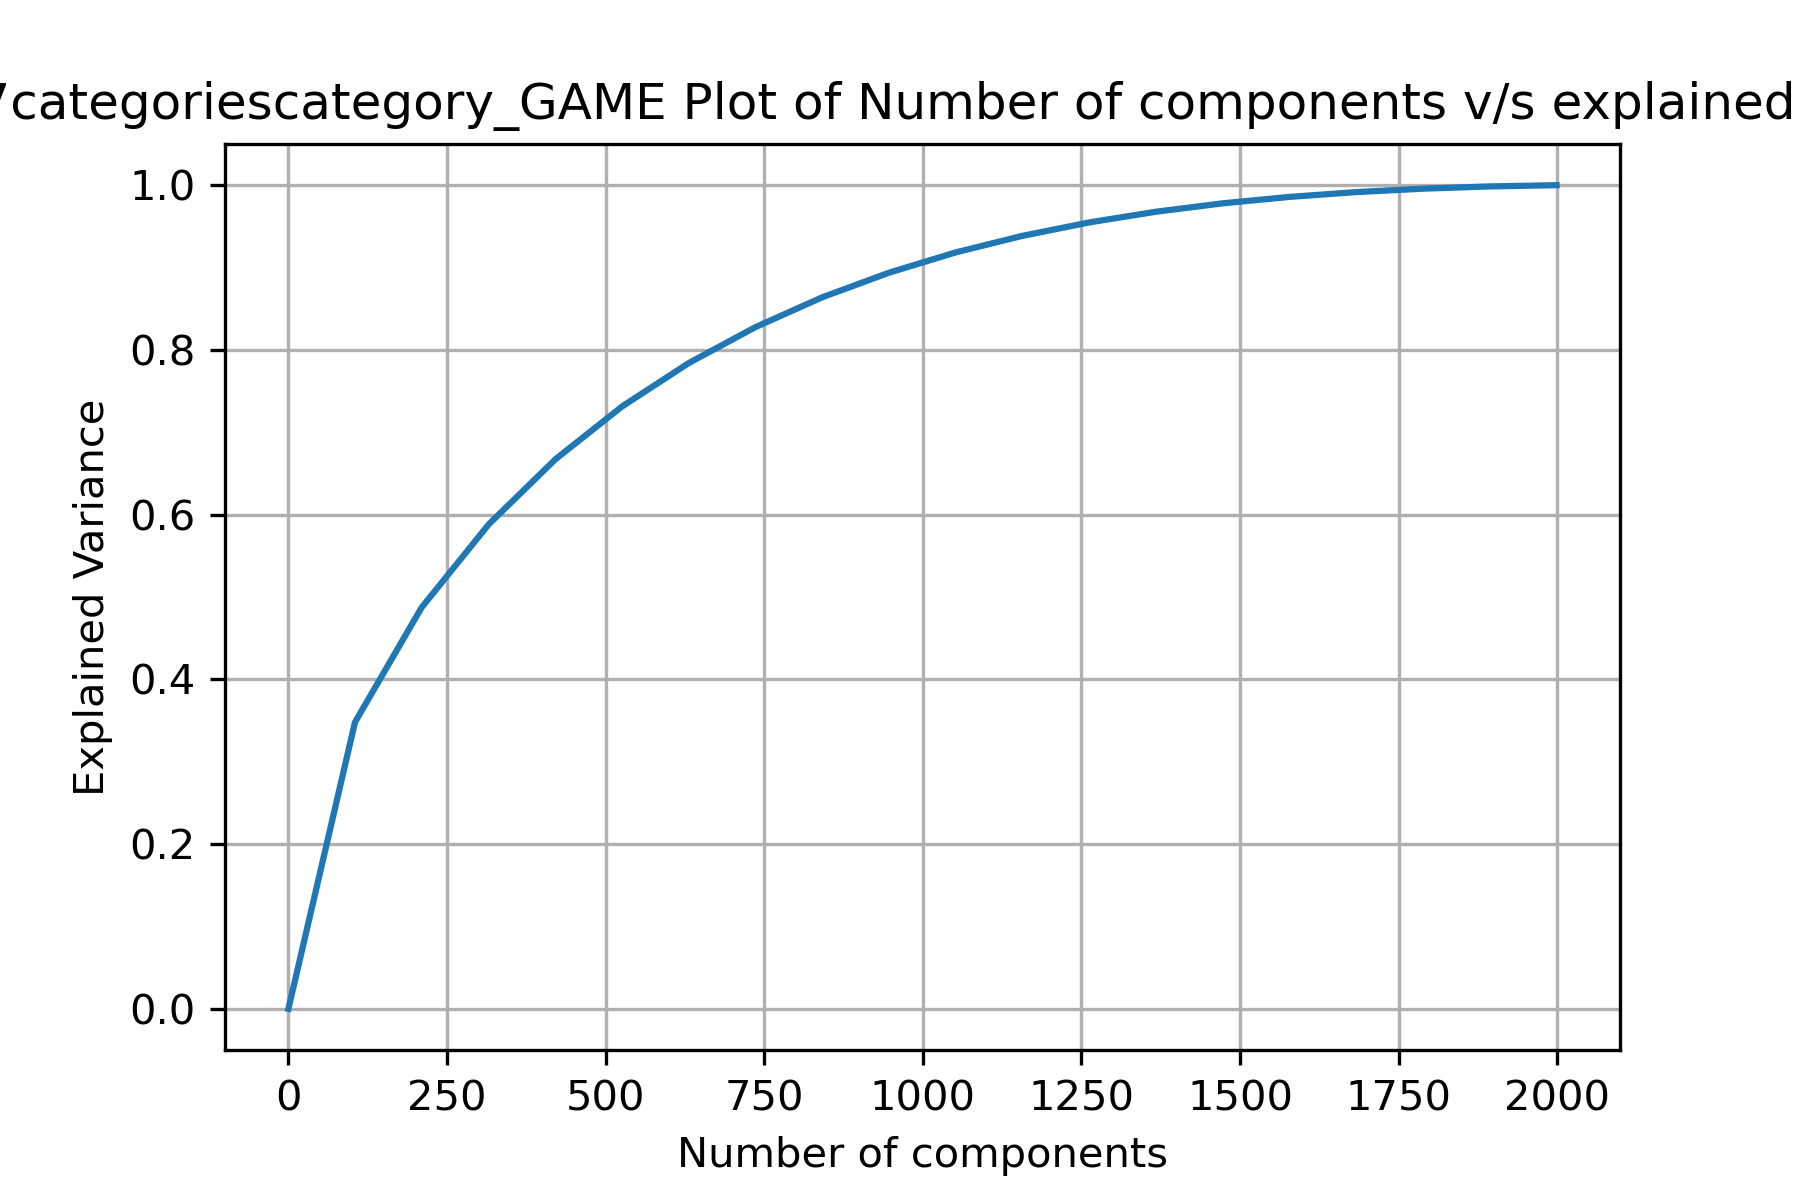 7categoriescategory_GAME Plot of Number of components v/s explained
1.0
0.8
0.6
0.4
0.2
0.0
Explained Variance
0 250 500 750 1000 1250 1500 1750 2000
Number of components